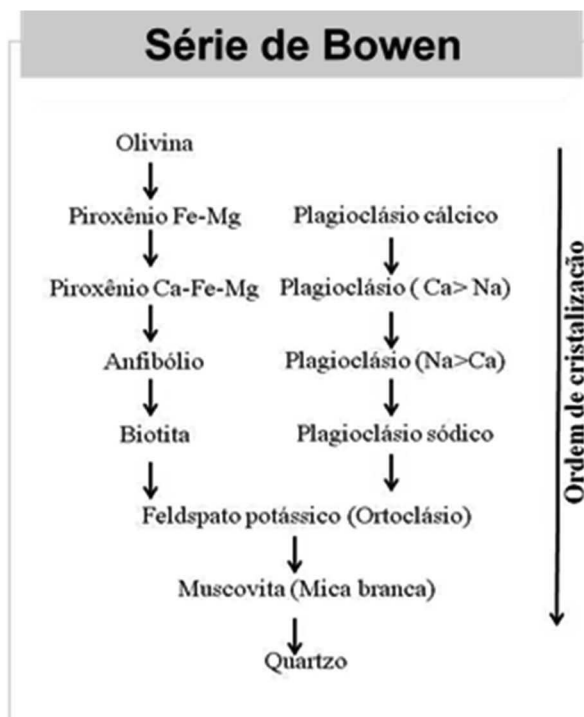 Série de Bowen
Olivina
Piroxênio Fe-Mg
Plagioclásio cálcico
Piroxênio Ca-Fe-Mg
Plagioclásio ( Ca> Na)
Anfibólio
Plagioclásio (Na>Ca)
Biotita
Plagioclásio sódico
Feldspato potássico (Ortoclásio)
Muscovita (Mica branca)
Quartzo
Ordem de cristalização